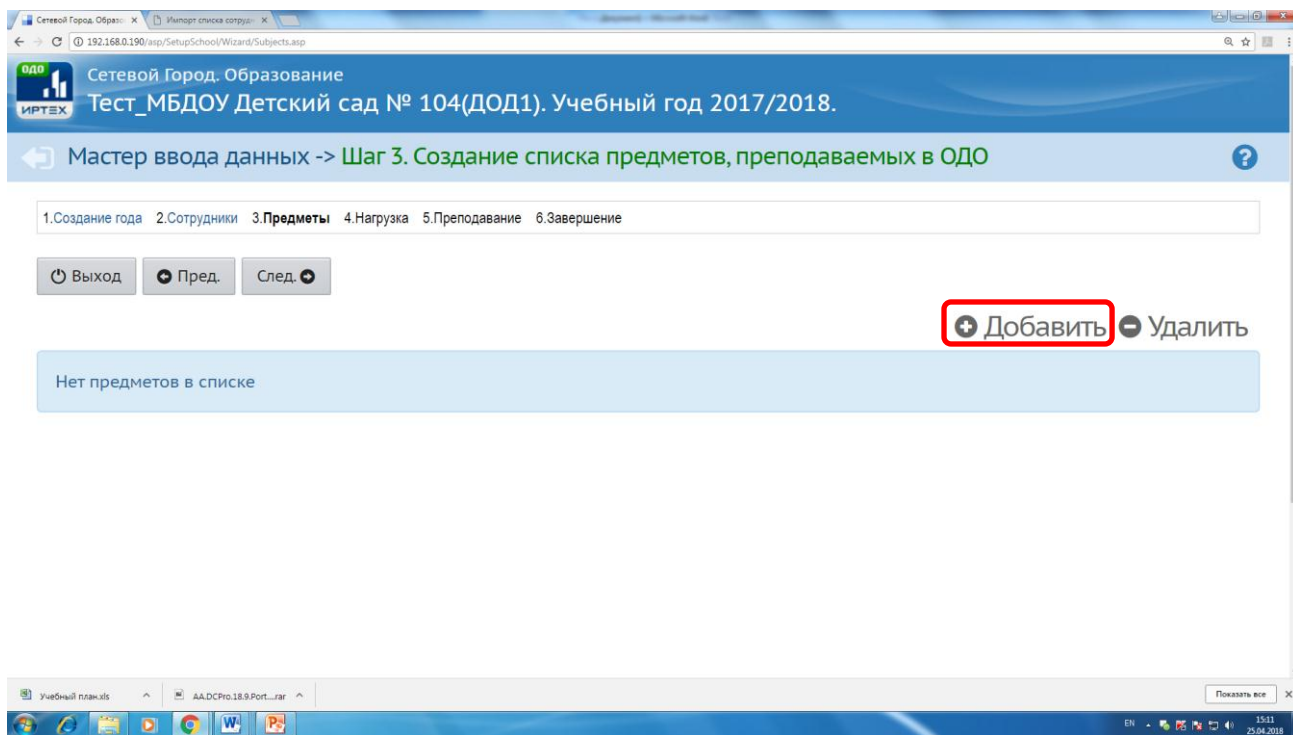 Сетевой Город. Образо
Импорт списка сотруд
192.168.0.190/asp/SetupSchool/Wizard/Subjects.asp
ОДО
ИРТЕХ
Сетевой Город. Образование
Тест_МБДОУ Детский сад № 104(ДОД1). Учебный год 2017/2018.
Мастер ввода данных -> Шаг 3. Создание списка предметов, преподаваемых в ОДО
1.Создание года 2.Сотрудники 3.Предметы 4.Нагрузка 5.Преподавание 6.Завершение
Выход Пред. След.
Добавить Удалить
Нет предметов в списке
Учебный план.xls AA.DCPro.18.9.Port....rar Показать все
EN 15:11
25.04.2018